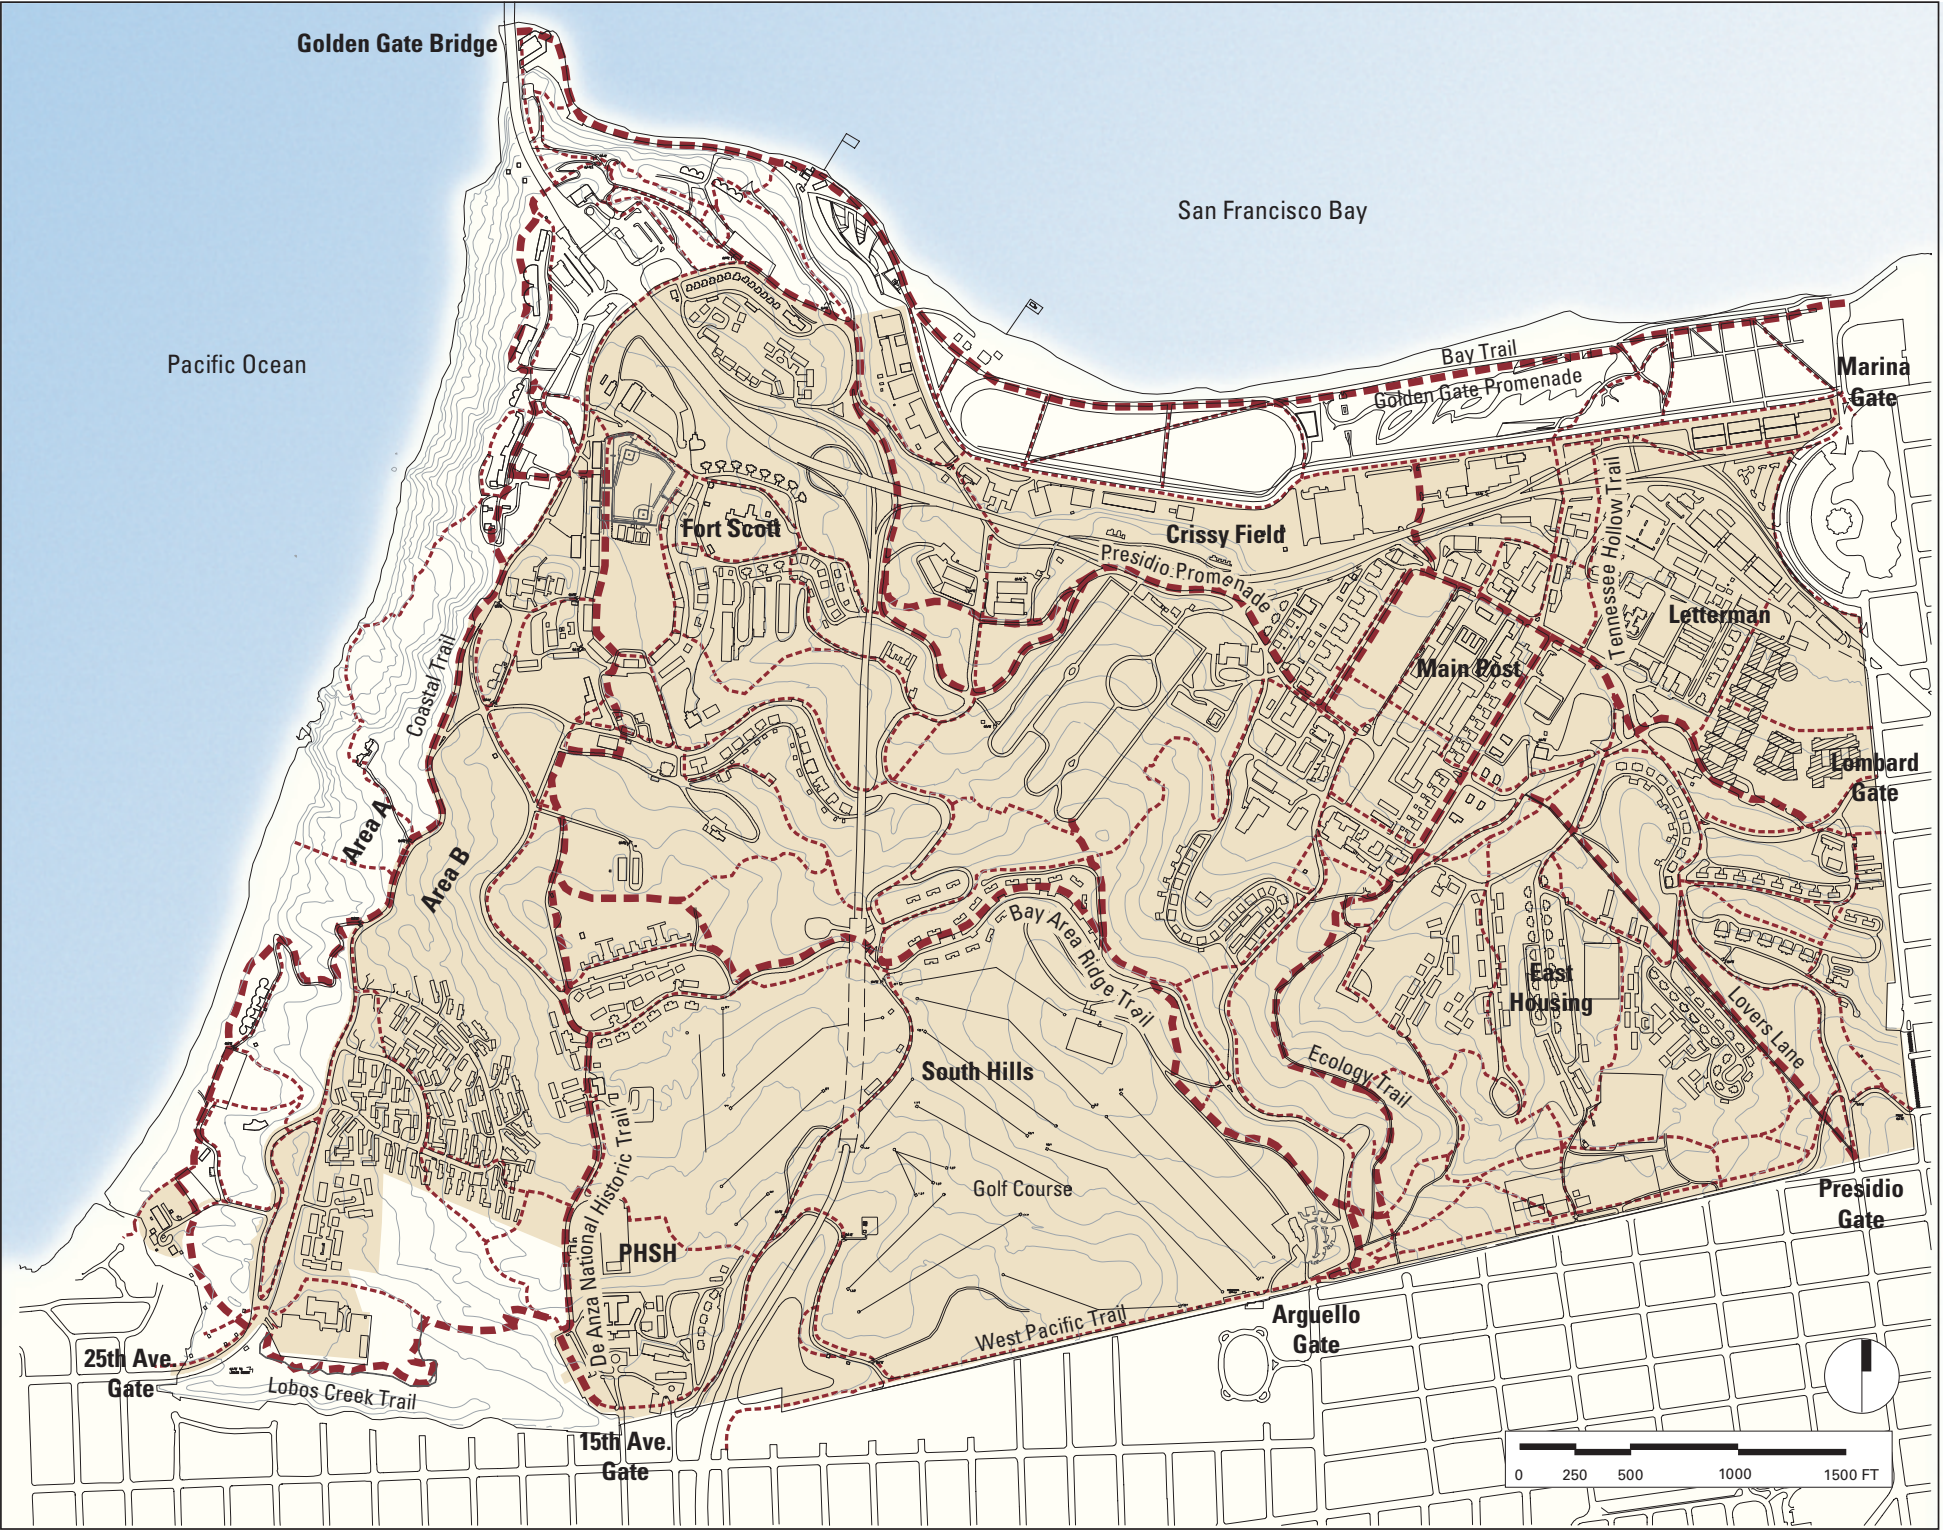 Golden Gate Bridge
San Francisco Bay
Pacific Ocean
Bay Trail
Golden Gate Promenade
Marina
Gate
Fort Scott
Crissy Field
Presidio Promenade
Tennessee Hollow Trail
Letterman
Main Post
Coastal Trail
Lombard
Gate
Area A
Area B
Bay Area Ridge Trail
East
Housing
Lovers Lane
South Hills
Ecology Trail
De Anza National Historic Trail
Golf Course
Presidio
Gate
PHSH
West Pacific Trail
Arguello
Gate
25th Ave.
Gate
Lobos Creek Trail
15th Ave.
Gate
0 250 500 1000 1500 FT